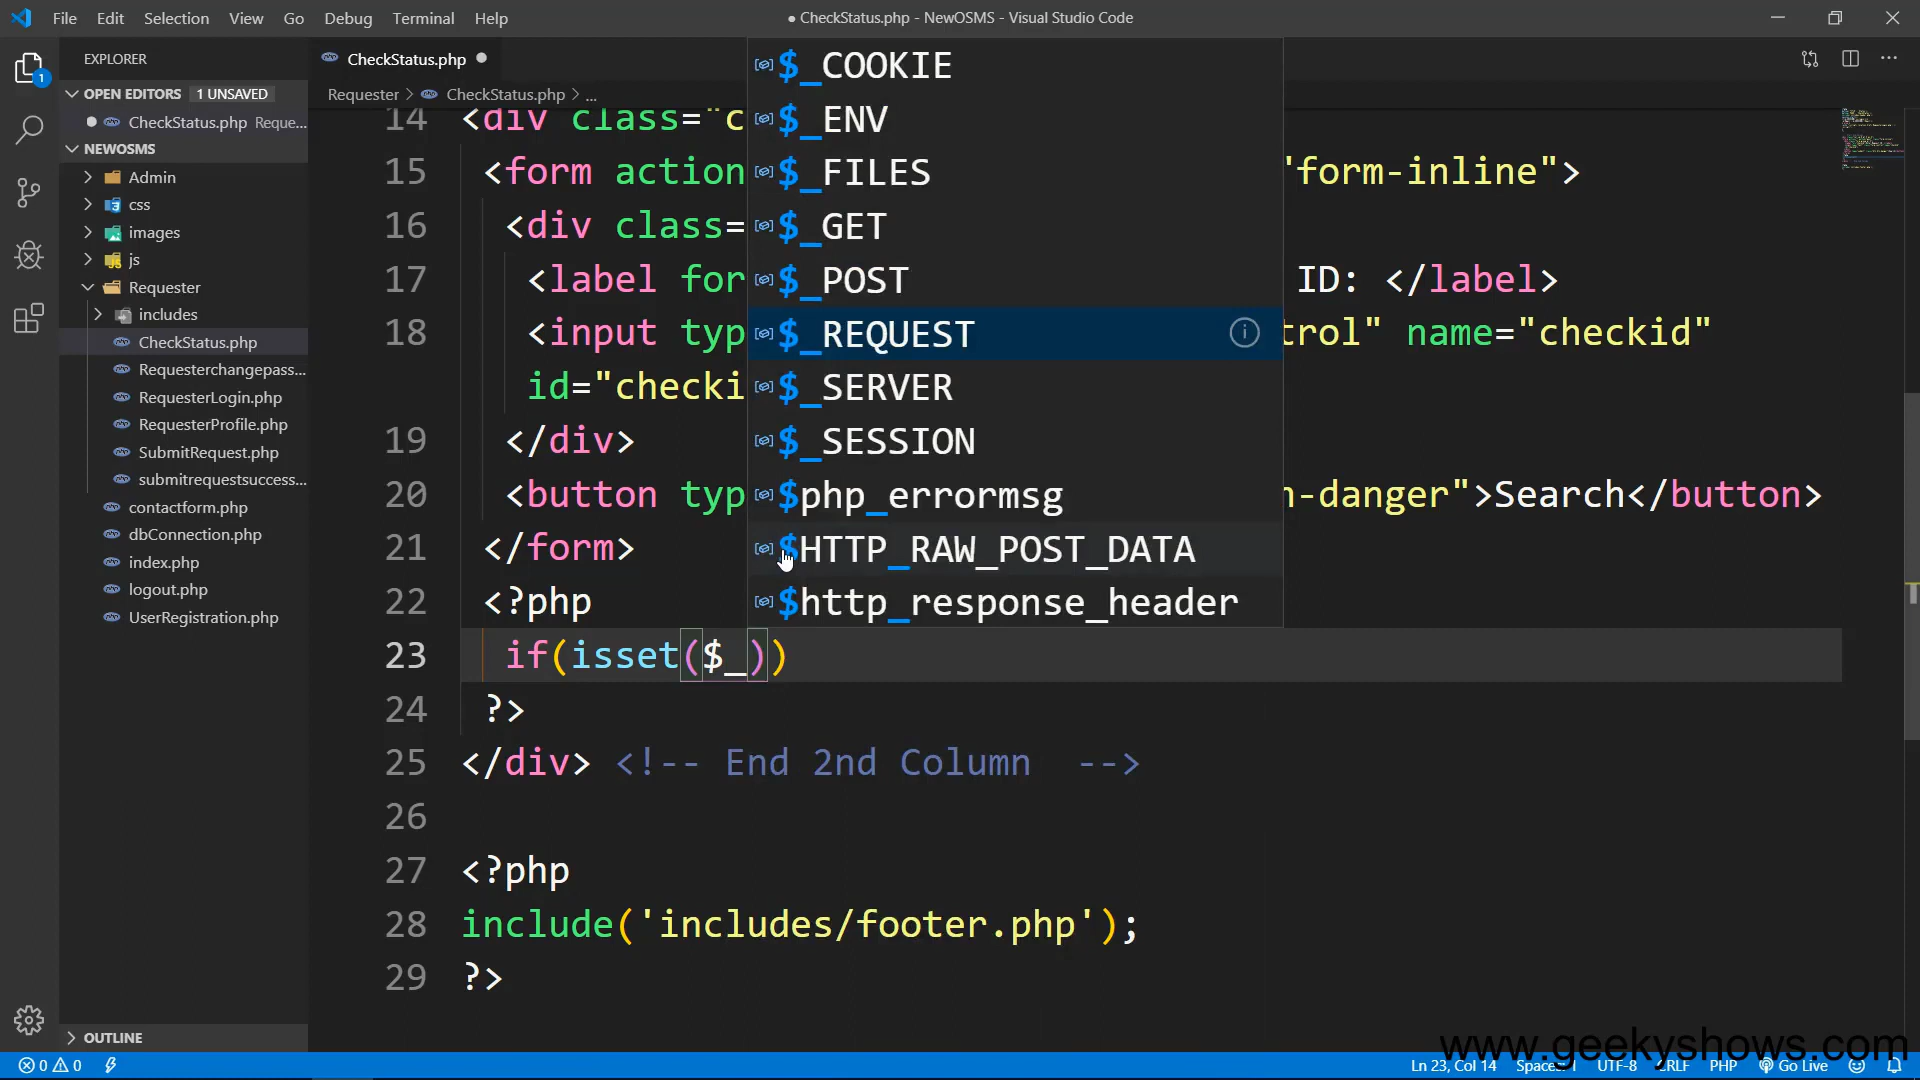 File Edit Selection View Go Debug Terminal Help
● CheckStatus.php - NewOSMS - Visual Studio Code
EXPLORER
OPEN EDITORS 1 UNSAVED
CheckStatus.php Reque...
NEWOSMS
Admin
css
images
js
Requester
includes
CheckStatus.php
Requesterchangepass...
RequesterLogin.php
RequesterProfile.php
SubmitRequest.php
submitrequestsuccess...
contactform.php
dbConnection.php
index.php
logout.php
UserRegistration.php
OUTLINE
1
CheckStatus.php
Requester > CheckStatus.php > ...
14 <div class="c
15 <form action "form-inline">
16 <div class=
17 <label for ID: </label>
18 <input typ trol" name="checkid"
id="checki
19 </div>
20 <button typ n-danger">Search</button>
21 </form>
22 <?php
23 if(isset($_))
24 ?>
25 </div> <!-- End 2nd Column -->
26
27 <?php
28 include('includes/footer.php');
29 ?>
$_COOKIE
$_ENV
$_FILES
$_GET
$_POST
$_REQUEST
$_SERVER
$_SESSION
$php_errormsg
$HTTP_RAW_POST_DATA
$http_response_header
www.geekyshows.com
0 0
Ln 23, Col 14 Spaces: 1 UTF-8 CRLF PHP Go Live